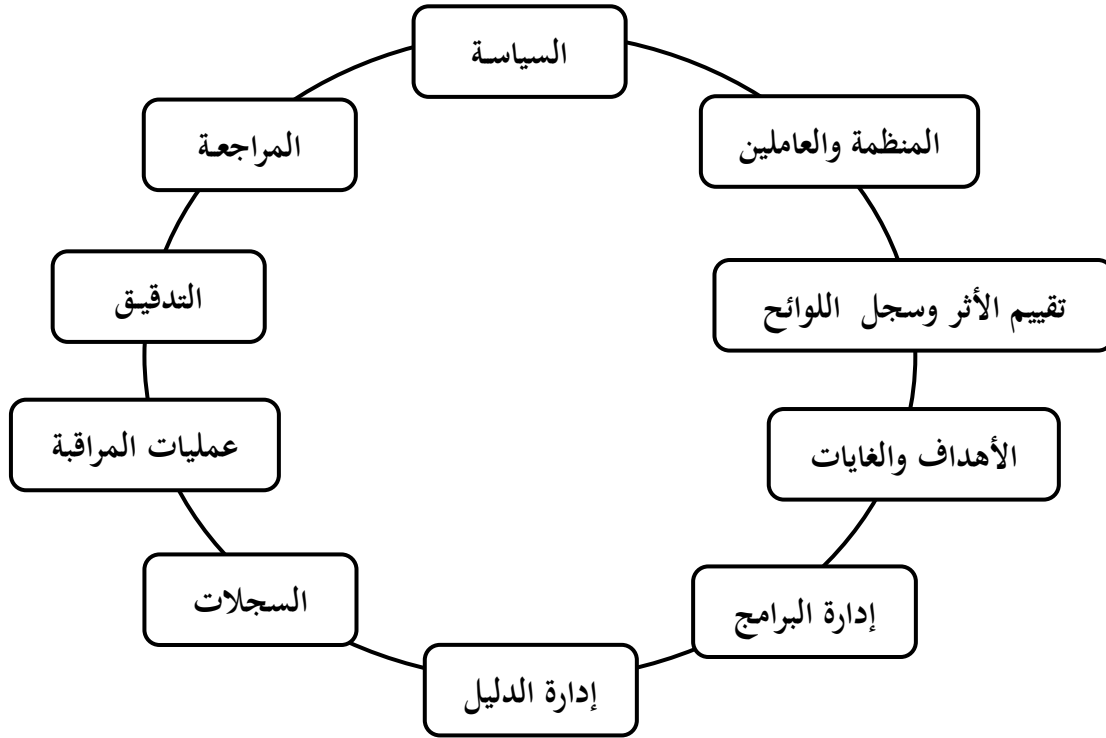 السياسة
المنظمة والعاملين
تقييم الأثر وسجل اللوائح
الأهداف والغايات
إدارة البرامج
إدارة الدليل
السجلات
عمليات المراقبة
التدقيق
المراجعة